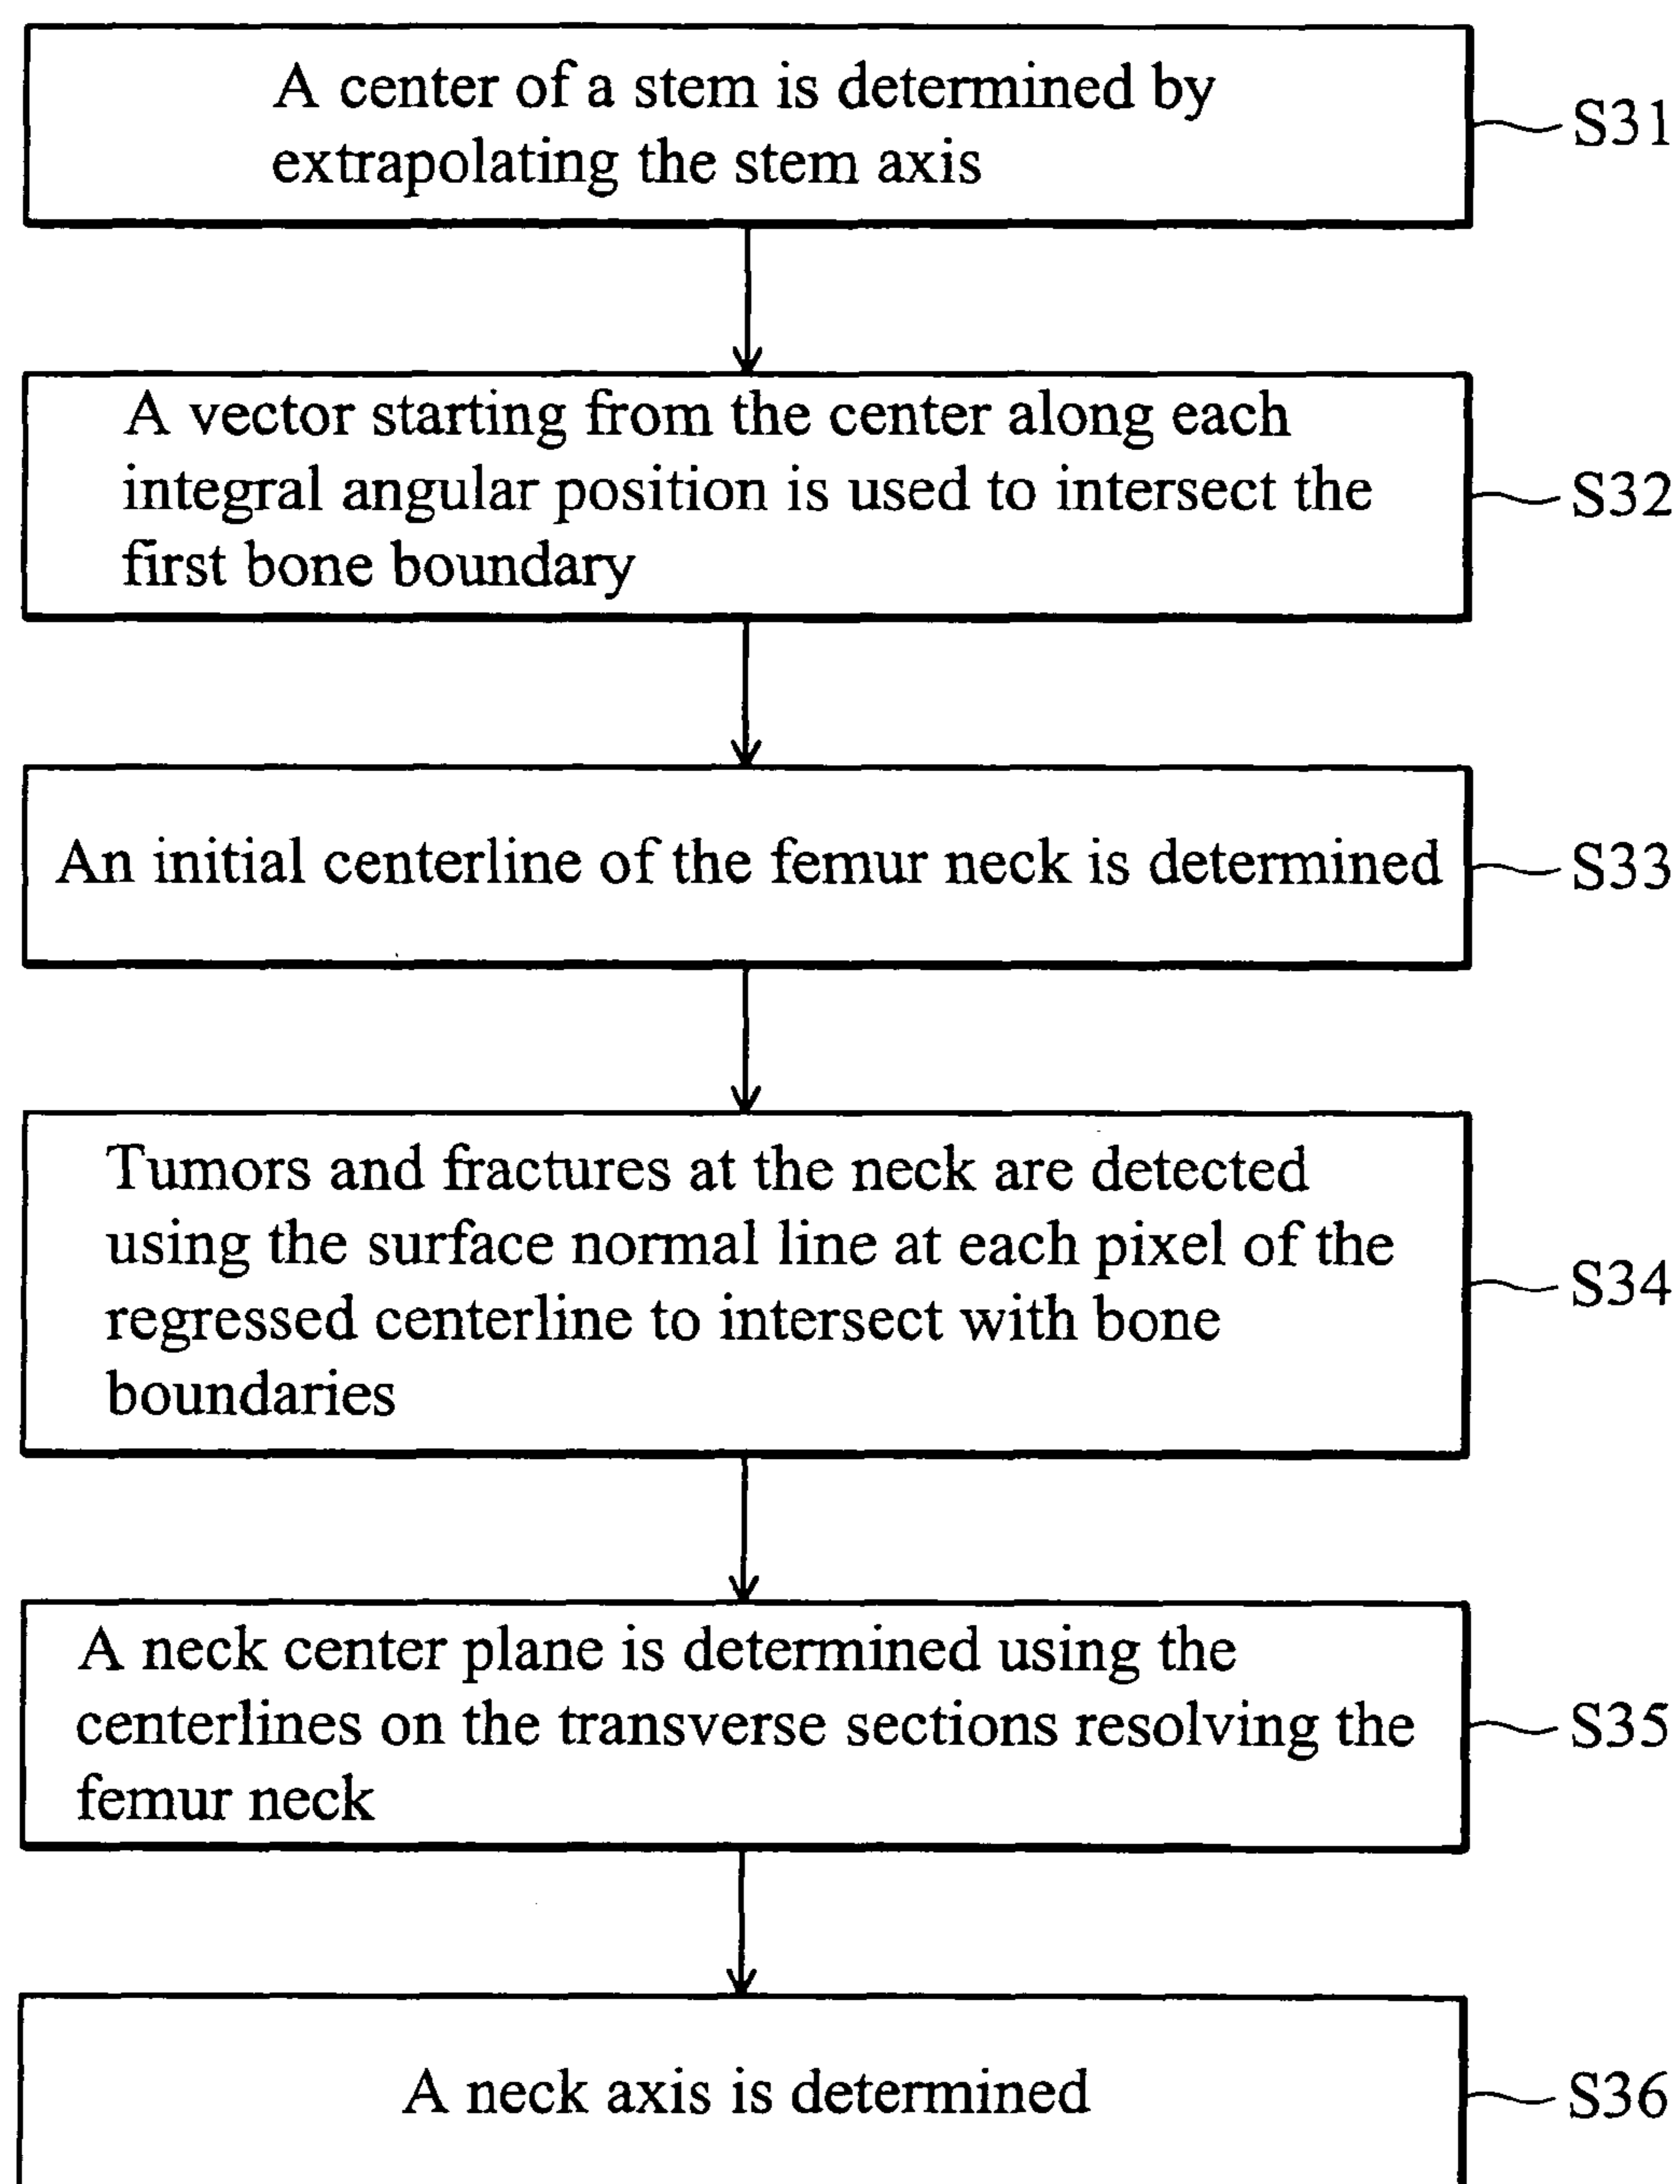 A center of a stem is determined by
extrapolating the stem axis
S31
A vector starting from the center along each
integral angular position is used to intersect the
first bone boundary
S32
An initial centerline of the femur neck is determined
S33
Tumors and fractures at the neck are detected
using the surface normal line at each pixel of the
regressed centerline to intersect with bone
boundaries
S34
A neck center plane is determined using the
centerlines on the transverse sections resolving the
femur neck
S35
A neck axis is determined
S36